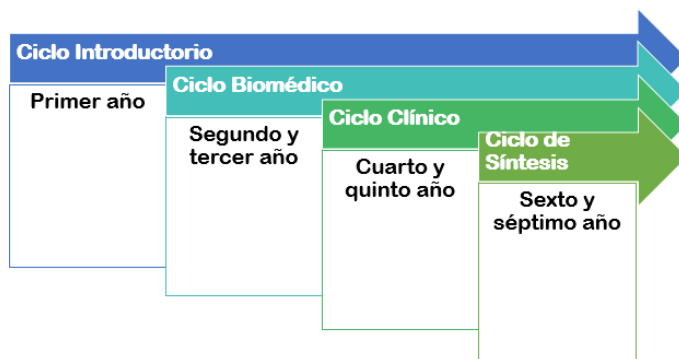 Ciclo Introductorio
Primer año
Ciclo Biomédico
Segundo y
tercer año
Ciclo Clínico
Cuarto y
quinto año
Ciclo de
Síntesis
Sexto y
séptimo año